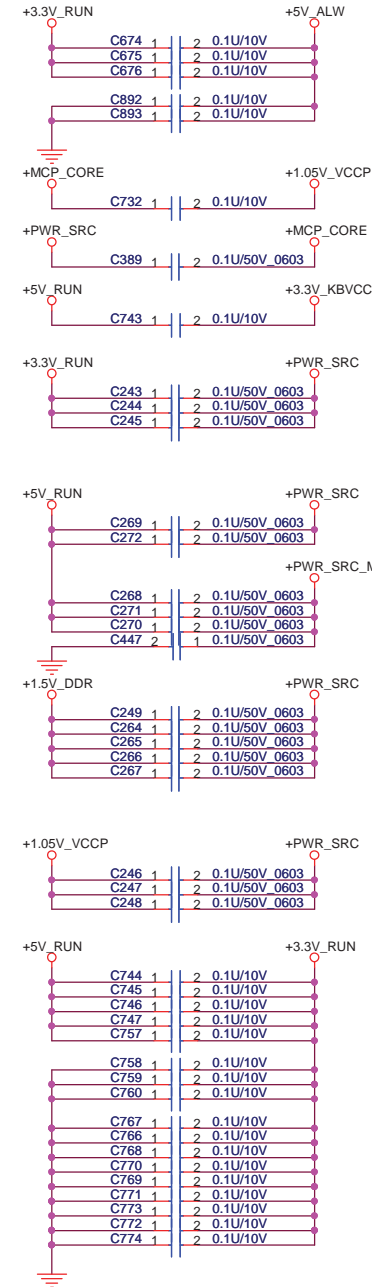 +3.3V_RUN +5V_ALW
C674 1 2 0.1U/10V
C675 1 2 0.1U/10V
C676 1 2 0.1U/10V
C892 1 2 0.1U/10V
C893 1 2 0.1U/10V
+MCP_CORE +1.05V_VCCP
C732 1 2 0.1U/10V
+PWR_SRC +MCP_CORE
C389 1 2 0.1U/50V_0603
+5V_RUN +3.3V_KBVCC
C743 1 2 0.1U/10V
+3.3V_RUN +PWR_SRC
C243 1 2 0.1U/50V_0603
C244 1 2 0.1U/50V_0603
C245 1 2 0.1U/50V_0603
+5V_RUN +PWR_SRC
C269 1 2 0.1U/50V_0603
C272 1 2 0.1U/50V_0603
+PWR_SRC_M
C268 1 2 0.1U/50V_0603
C271 1 2 0.1U/50V_0603
C270 1 2 0.1U/50V_0603
C447 2 1 0.1U/50V_0603
+1.5V_DDR +PWR_SRC
C249 1 2 0.1U/50V_0603
C264 1 2 0.1U/50V_0603
C265 1 2 0.1U/50V_0603
C266 1 2 0.1U/50V_0603
C267 1 2 0.1U/50V_0603
+1.05V_VCCP +PWR_SRC
C246 1 2 0.1U/50V_0603
C247 1 2 0.1U/50V_0603
C248 1 2 0.1U/50V_0603
+5V_RUN +3.3V_RUN
C744 1 2 0.1U/10V
C745 1 2 0.1U/10V
C746 1 2 0.1U/10V
C747 1 2 0.1U/10V
C757 1 2 0.1U/10V
C758 1 2 0.1U/10V
C759 1 2 0.1U/10V
C760 1 2 0.1U/10V
C767 1 2 0.1U/10V
C766 1 2 0.1U/10V
C768 1 2 0.1U/10V
C770 1 2 0.1U/10V
C769 1 2 0.1U/10V
C771 1 2 0.1U/10V
C773 1 2 0.1U/10V
C772 1 2 0.1U/10V
C774 1 2 0.1U/10V